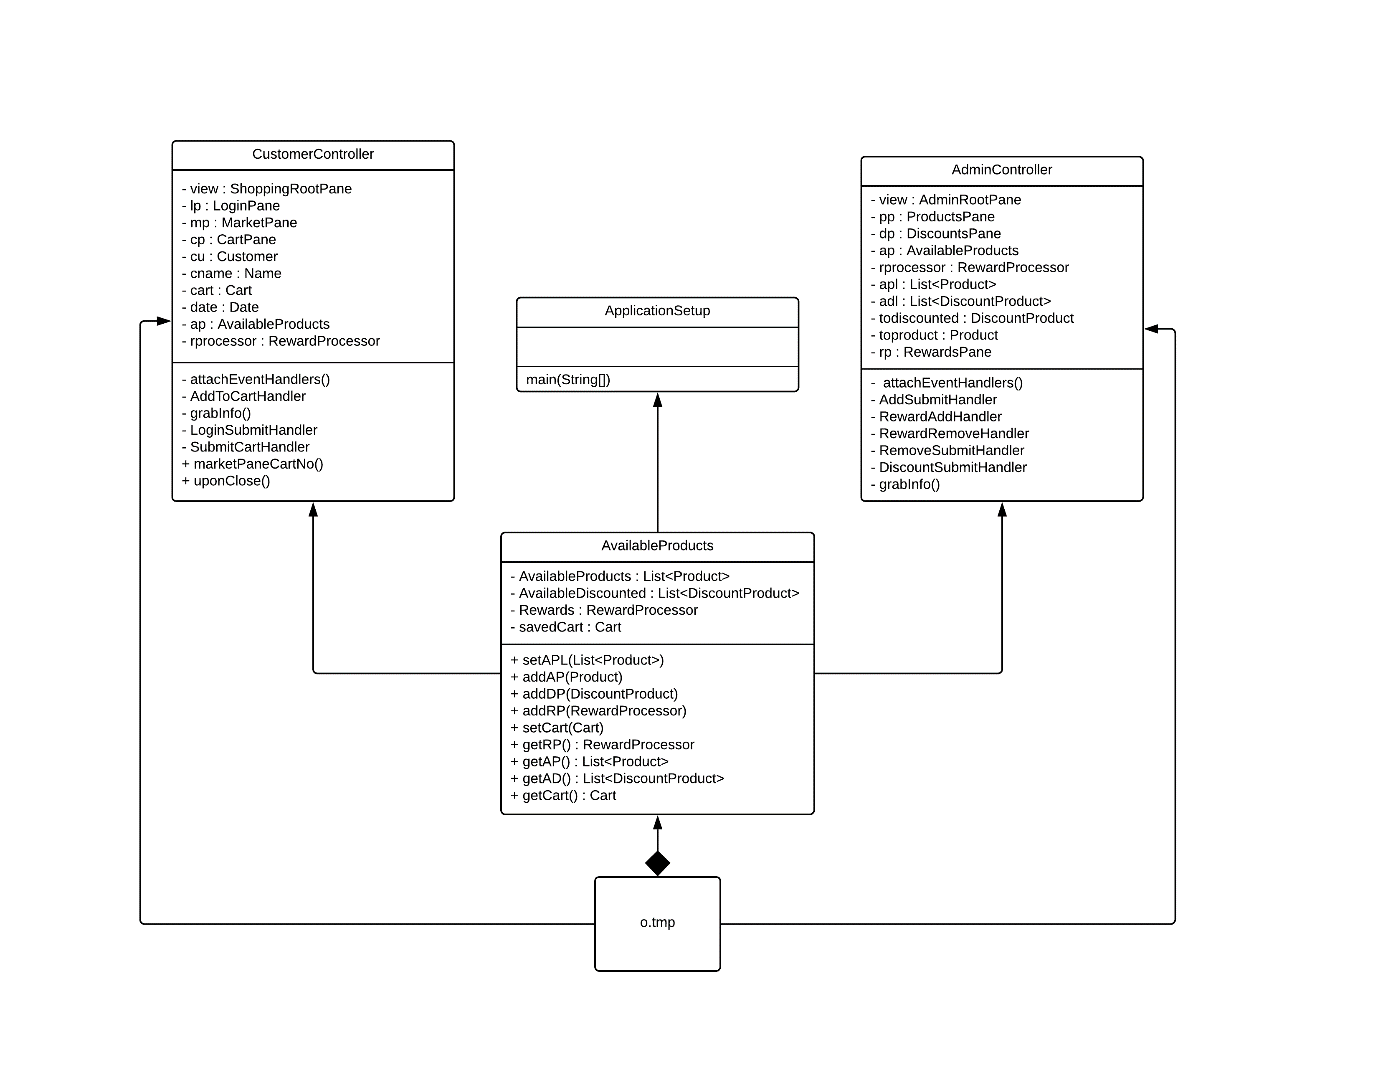 CustomerController
- view : ShoppingRootPane
- lp : LoginPane
- mp : MarketPane
- cp : CartPane
- cu : Customer
- cname : Name
- cart : Cart
- date : Date
- ap : AvailableProducts
- rprocessor : RewardProcessor
- attachEventHandlers()
- AddToCartHandler
- grabInfo()
- LoginSubmitHandler
- SubmitCartHandler
+ marketPaneCartNo()
+ uponClose()
ApplicationSetup
main(String[])
AdminController
- view : AdminRootPane
- pp : ProductsPane
- dp : DiscountsPane
- ap : AvailableProducts
- rprocessor : RewardProcessor
- apl : List<Product>
- adl : List<DiscountProduct>
- todiscounted : DiscountProduct
- toproduct : Product
- rp : RewardsPane
- attachEventHandlers()
- AddSubmitHandler
- RewardAddHandler
- RewardRemoveHandler
- RemoveSubmitHandler
- DiscountSubmitHandler
- grabInfo()
AvailableProducts
- AvailableProducts : List<Product>
- AvailableDiscounted : List<DiscountProduct>
- Rewards : RewardProcessor
- savedCart : Cart
+ setAPL(List<Product>)
+ addAP(Product)
+ addDP(DiscountProduct)
+ addRP(RewardProcessor)
+ setCart(Cart)
+ getRP() : RewardProcessor
+ getAP() : List<Product>
+ getAD() : List<DiscountProduct>
+ getCart() : Cart
o.tmp